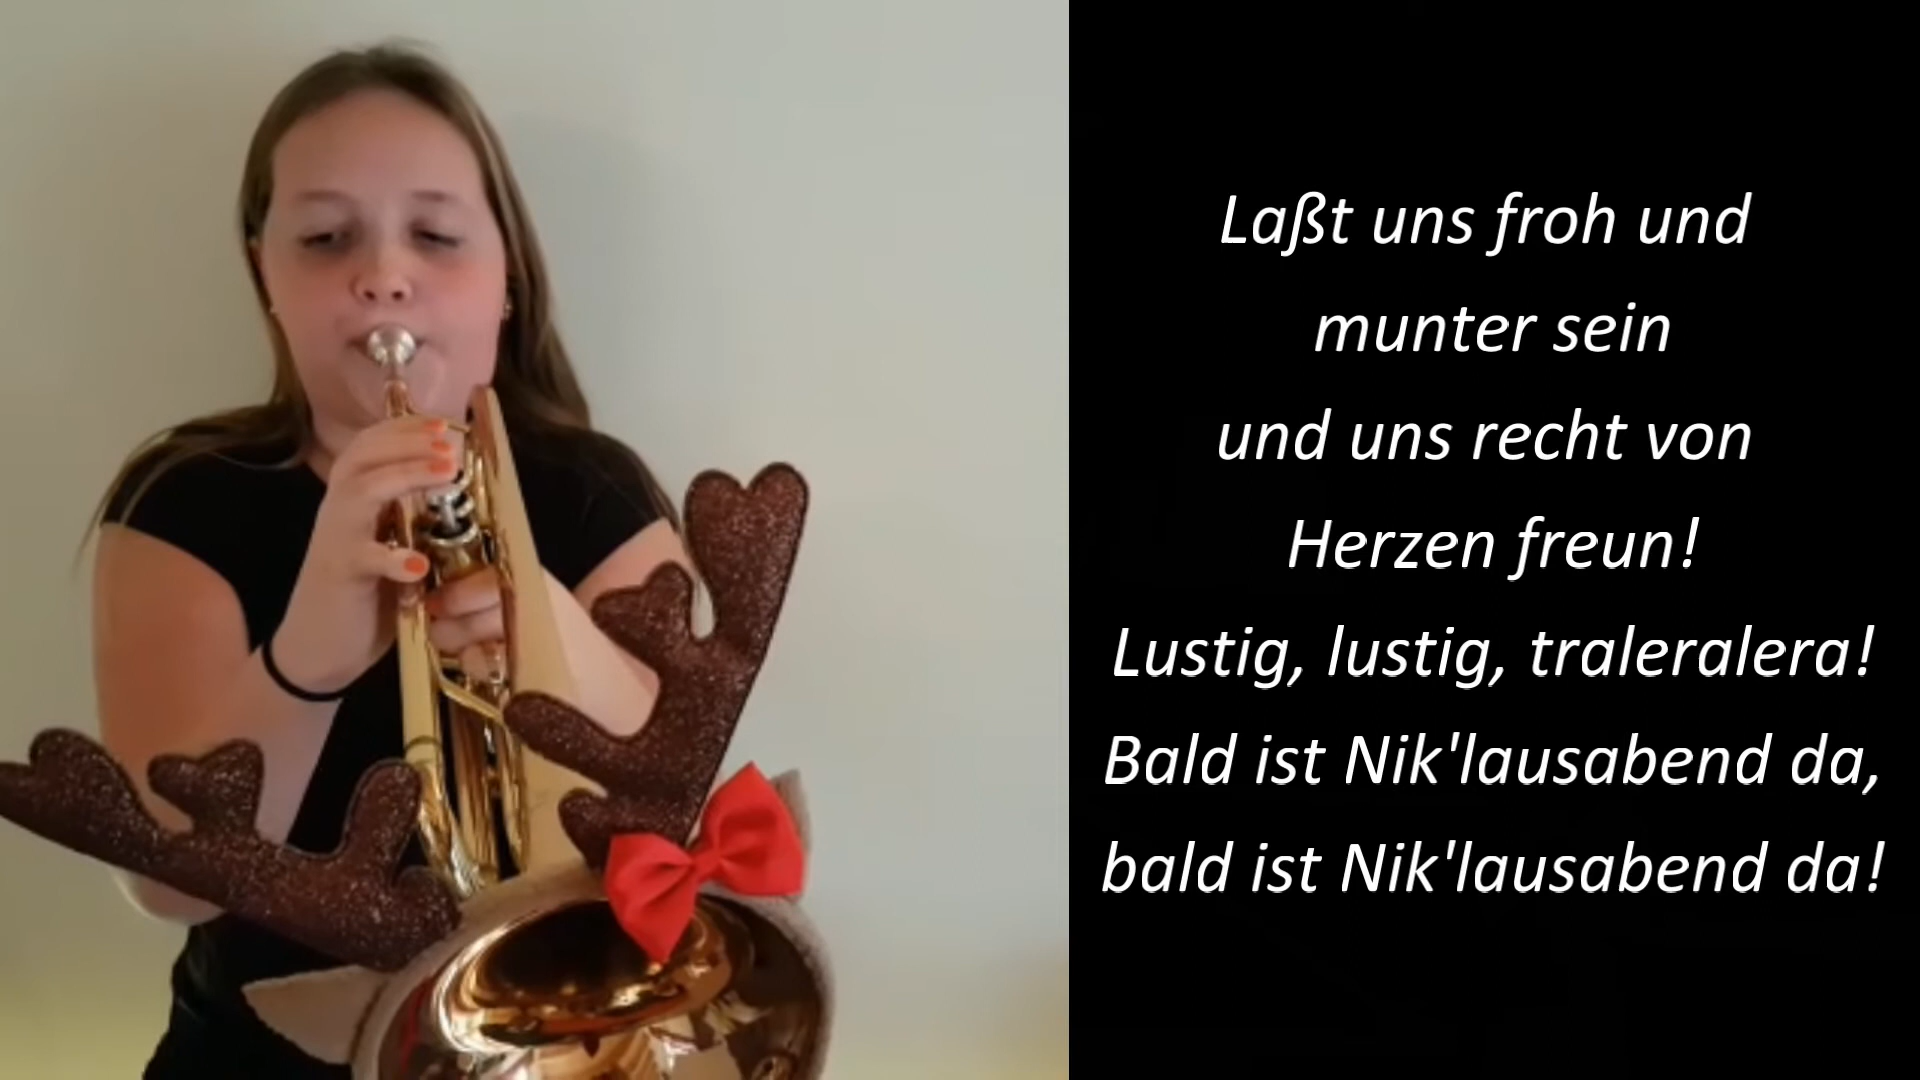 Laßt uns froh und
munter sein
und uns recht von
Herzen freun!
Lustig, lustig, traleralera!
Bald ist Nik'lausabend da,
bald ist Nik'lausabend da!